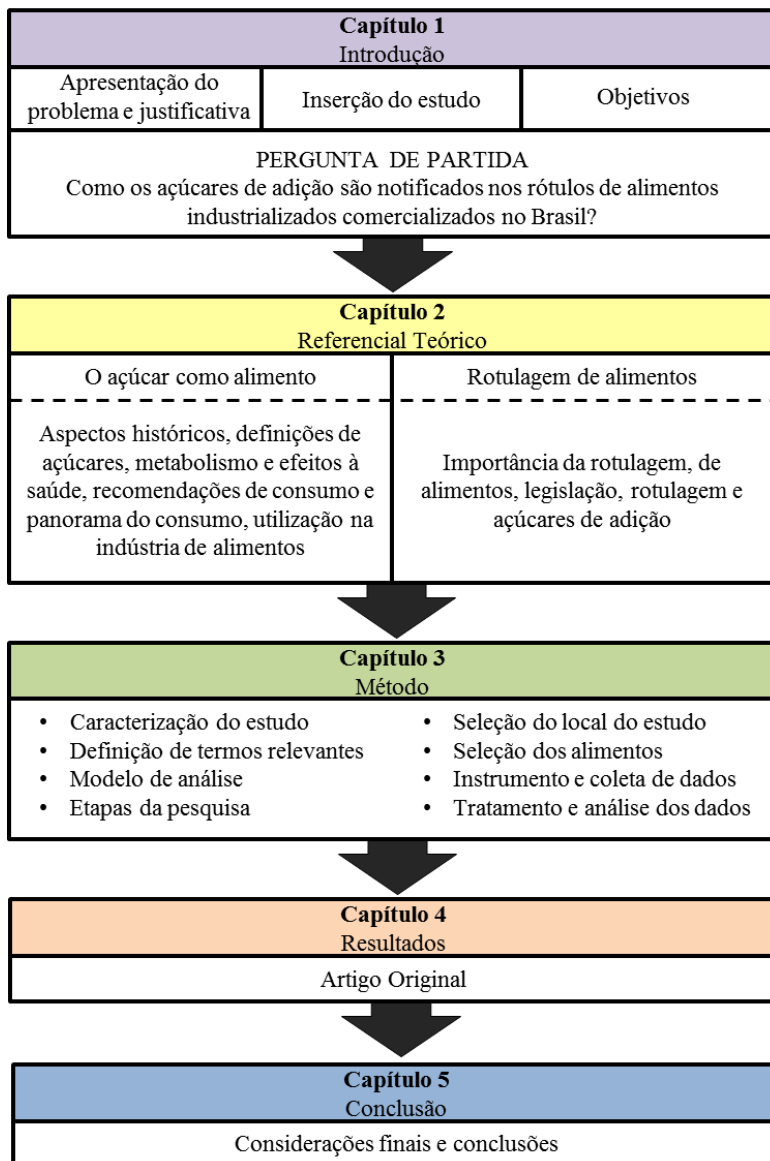 Capítulo 1
Introdução
Apresentação do
problema e justificativa
Inserção do estudo
Objetivos
PERGUNTA DE PARTIDA
Como os açúcares de adição são notificados nos rótulos de alimentos
industrializados comercializados no Brasil?
Capítulo 2
Referencial Teórico
O açúcar como alimento
Aspectos históricos, definições de
açúcares, metabolismo e efeitos à
saúde, recomendações de consumo e
panorama do consumo, utilização na
indústria de alimentos
Rotulagem de alimentos
Importância da rotulagem, de
alimentos, legislação, rotulagem e
açúcares de adição
Capítulo 3
Método
• Caracterização do estudo
• Definição de termos relevantes
• Modelo de análise
• Etapas da pesquisa
• Seleção do local do estudo
• Seleção dos alimentos
• Instrumento e coleta de dados
• Tratamento e análise dos dados
Capítulo 4
Resultados
Artigo Original
Capítulo 5
Conclusão
Considerações finais e conclusões